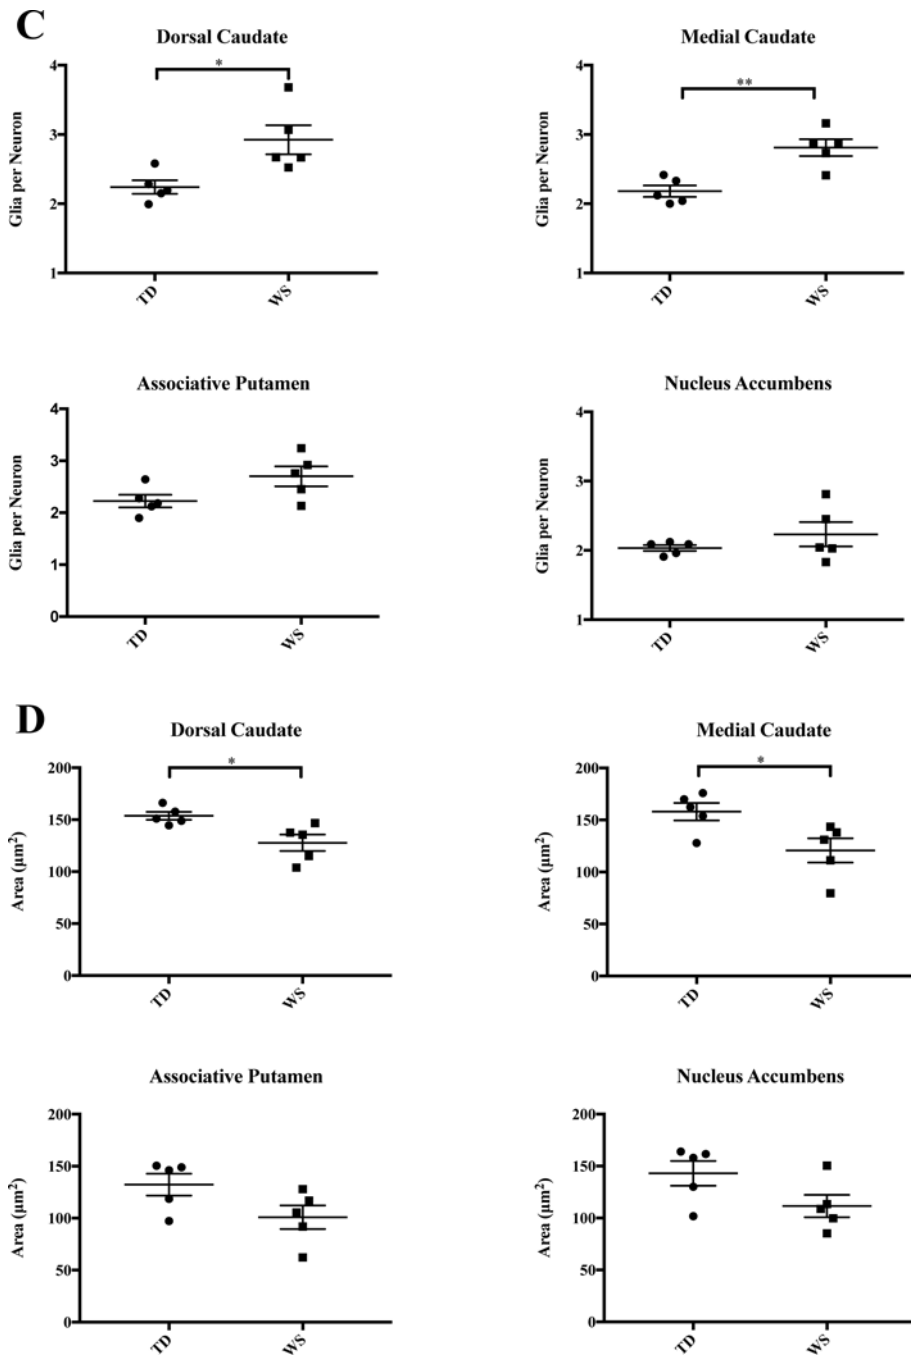 C
Dorsal Caudate
Glia per Neuron
4
3
2
1
*
TD
WS
Medial Caudate
Glia per Neuron
4
3
2
1
**
TD
WS
Associative Putamen
Glia per Neuron
4
3
2
1
0
TD
WS
Nucleus Accumbens
Glia per Neuron
4
3
2
1
TD
WS
D
Dorsal Caudate
Area (µm²)
200
150
100
50
0
*
TD
WS
Medial Caudate
Area (µm²)
200
150
100
50
0
*
TD
WS
Associative Putamen
Area (µm²)
200
150
100
50
0
TD
WS
Nucleus Accumbens
Area (µm²)
200
150
100
50
0
TD
WS